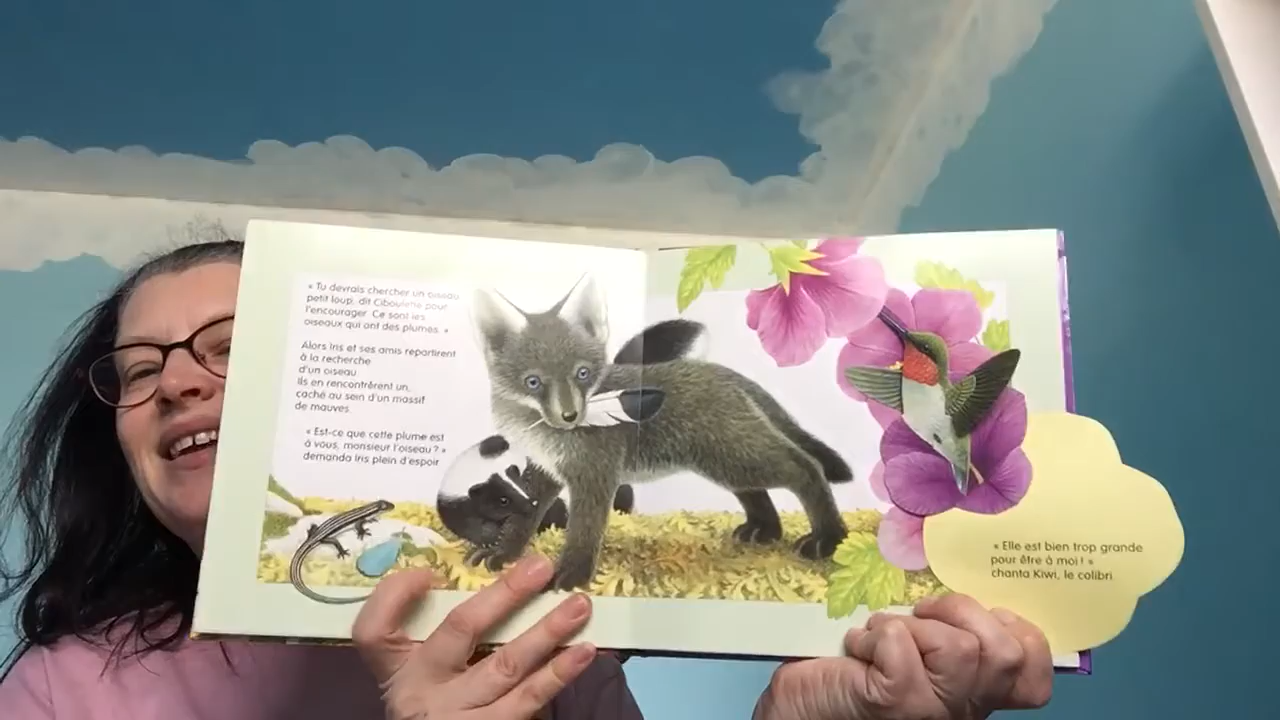 « Tu devrais chercher un oiseau
petit loup, dit Ciboulette pour
l'encourager. Ce sont les
oiseaux qui ont des plumes. »
Alors Iris et ses amis repartirent
à la recherche
d'un oiseau.
Ils en rencontrèrent un,
caché au sein d'un massif
de mauves.
« Est-ce que cette plume est
à vous, monsieur l'oiseau ? »
demanda Iris plein d'espoir
« Elle est bien trop grande
pour être à moi ! »
chanta Kiwi, le colibri.